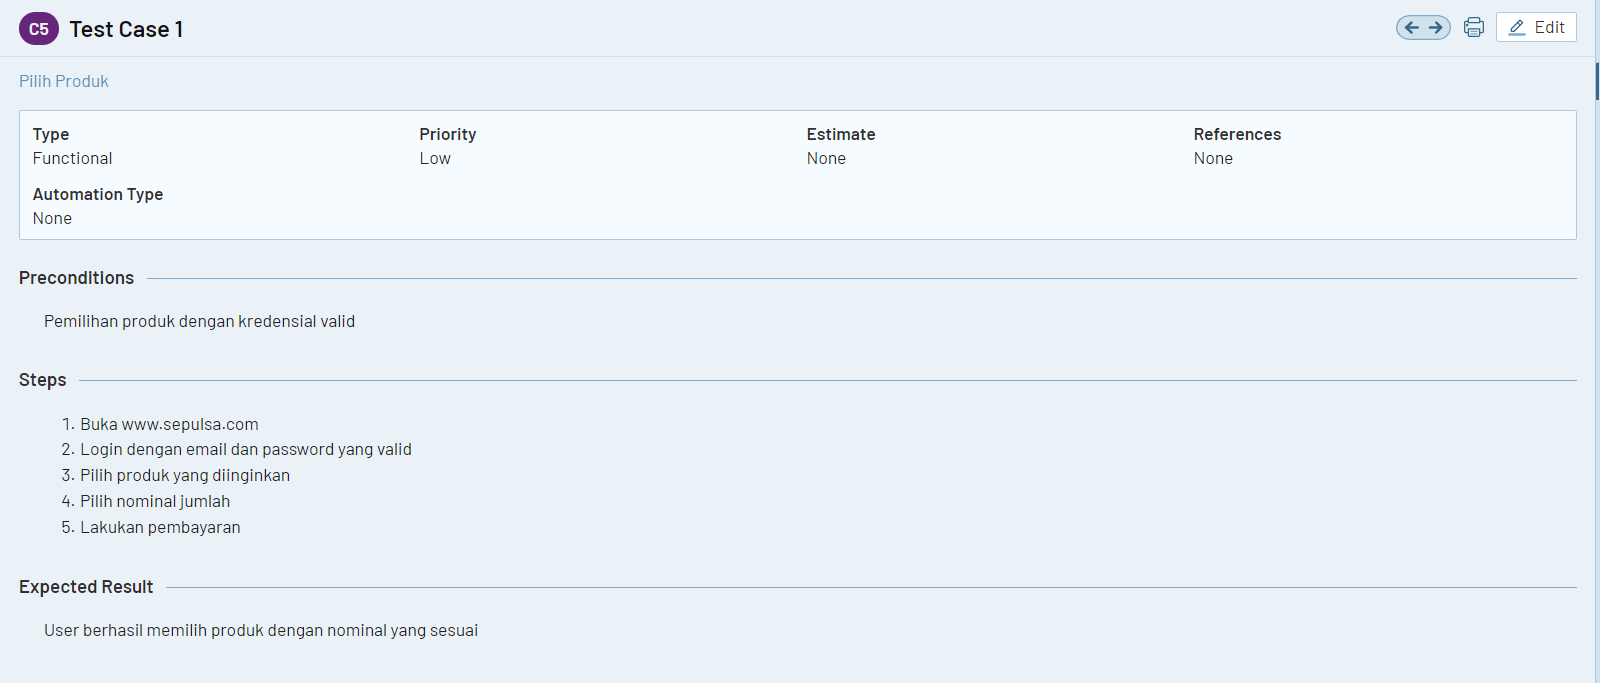 C5 Test Case 1
Edit
Pilih Produk
Type Priority Estimate References
Functional Low None None
Automation Type
None
Preconditions
Pemilihan produk dengan kredensial valid
Steps
1. Buka www.sepulsa.com
2. Login dengan email dan password yang valid
3. Pilih produk yang diinginkan
4. Pilih nominal jumlah
5. Lakukan pembayaran
Expected Result
User berhasil memilih produk dengan nominal yang sesuai